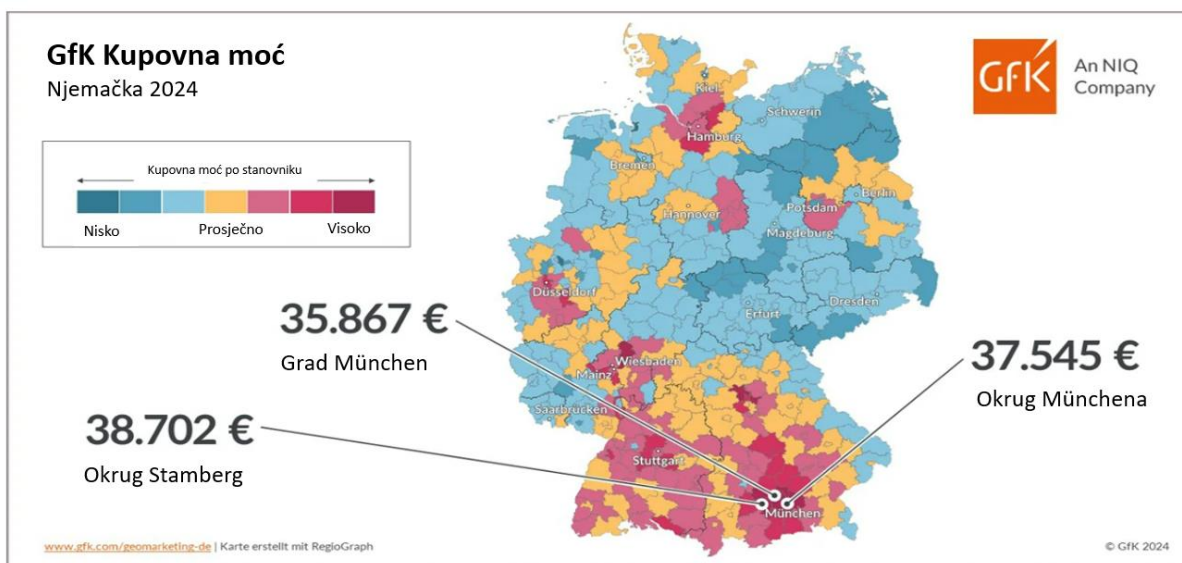 GfK Kupovna moć
Njemačka 2024
Kupovna moć po stanovniku
Nisko
Prosječno
Visoko
GfK
An NIQ
Company
Kiel
Schwerin
Hamburg
Bremen
Berlin
Hannover
Potsdam
Magdeburg
Düsseldorf
Dresden
Erfurt
Wiesbaden
Mainz
Saarbrücken
Stuttgart
München
35.867 €
Grad München
37.545 €
Okrug Münchena
38.702 €
Okrug Stamberg
www.gfk.com/geomarketing-de | Karte erstellt mit RegioGraph
© GfK 2024